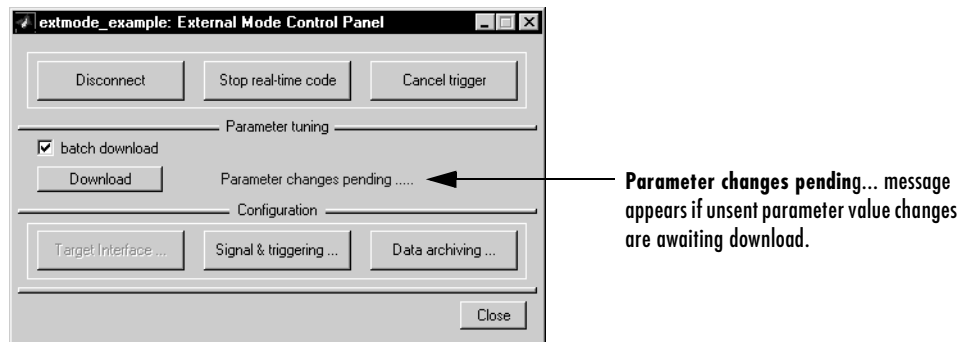 extmode_example: External Mode Control Panel
Disconnect
Stop real-time code
Cancel trigger
Parameter tuning
batch download
Download
Parameter changes pending .....
Configuration
Target Interface ...
Signal & triggering ...
Data archiving ...
Close
Parameter changes pending... message
appears if unsent parameter value changes
are awaiting download.